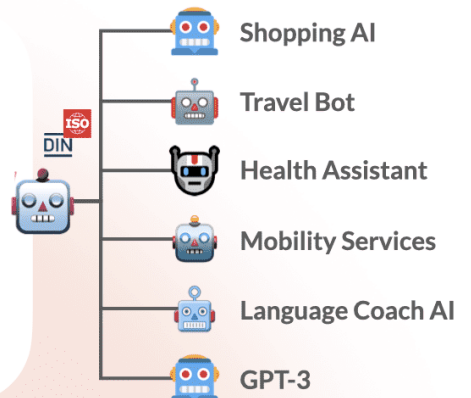 Shopping AI
Travel Bot
ISO
DIN
Health Assistant
Mobility Services
Language Coach AI
GPT-3